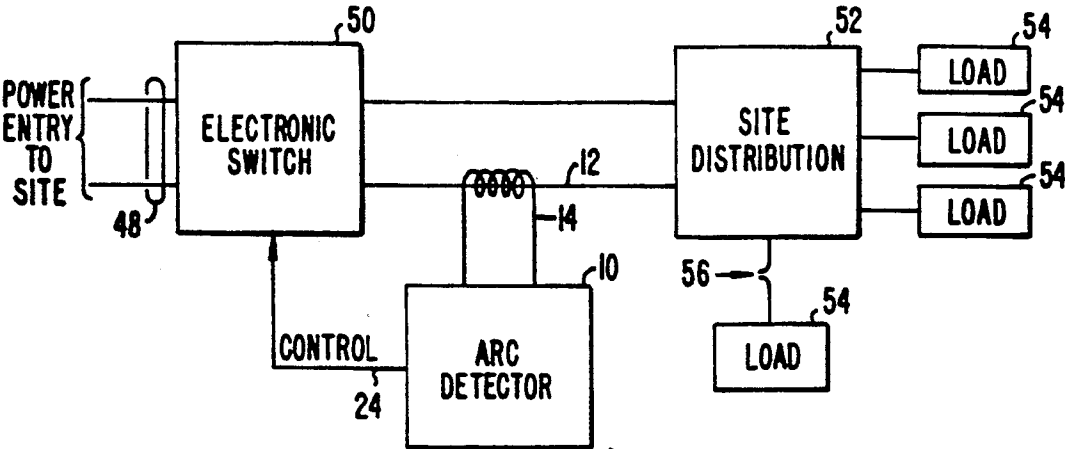 50
52
54
LOAD
POWER
ENTRY
TO
SITE
ELECTRONIC
SWITCH
SITE
DISTRIBUTION
54
LOAD
12
54
LOAD
48
14
10
56
54
LOAD
CONTROL
24
ARC
DETECTOR